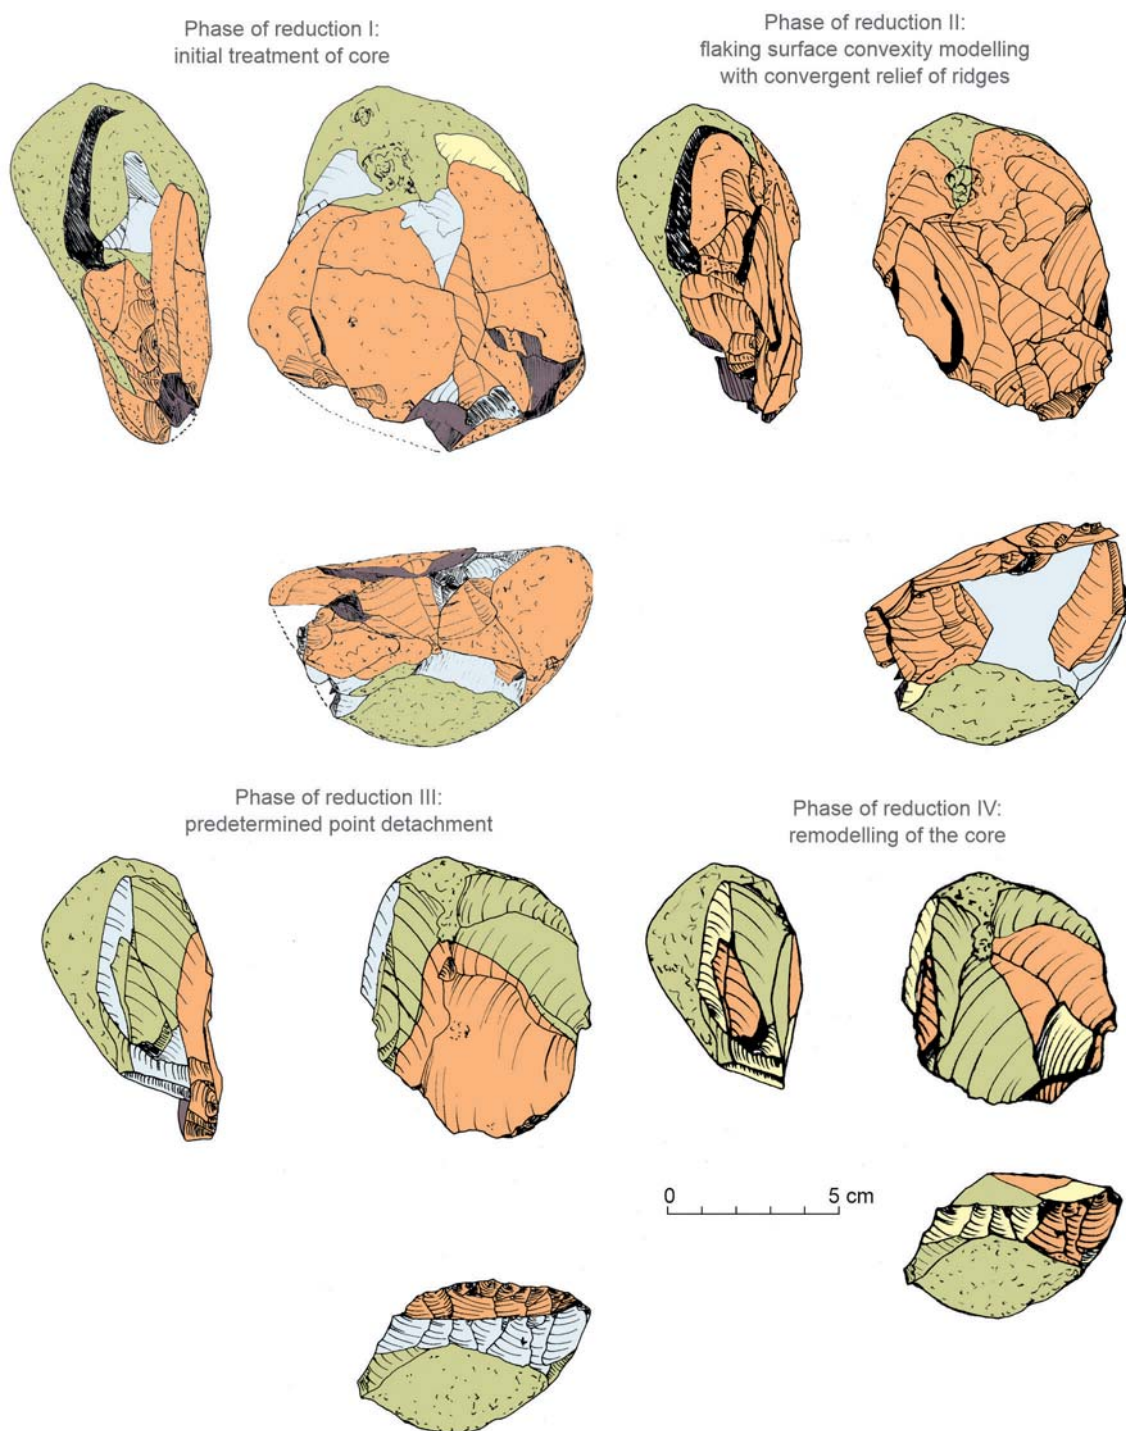 Phase of reduction I:
initial treatment of core
Phase of reduction II:
flaking surface convexity modelling
with convergent relief of ridges
Phase of reduction III:
predetermined point detachment
Phase of reduction IV:
remodelling of the core
0 5 cm